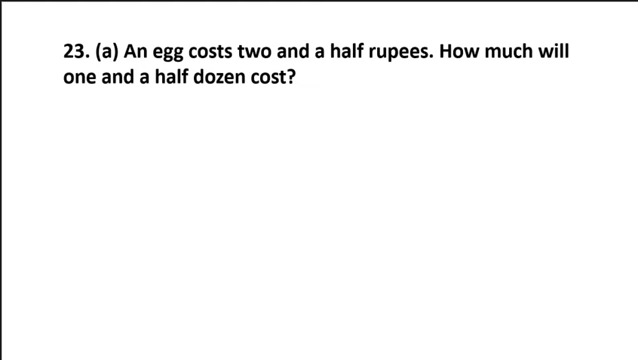 23. (a) An egg costs two and a half rupees. How much will
one and a half dozen cost?